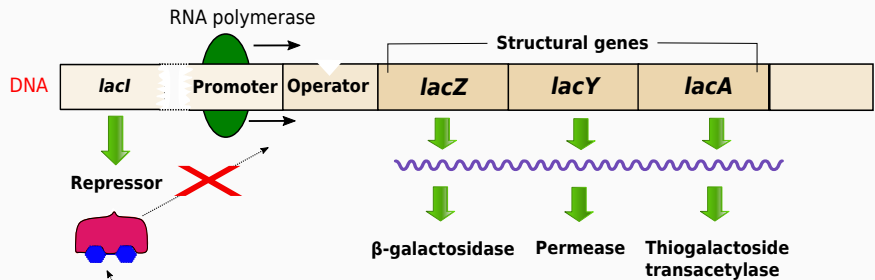 RNA polymerase
Structural genes
DNA
lacI
Promoter
Operator
lacZ
lacY
lacA
Repressor
β-galactosidase
Permease
Thiogalactoside
transacetylase